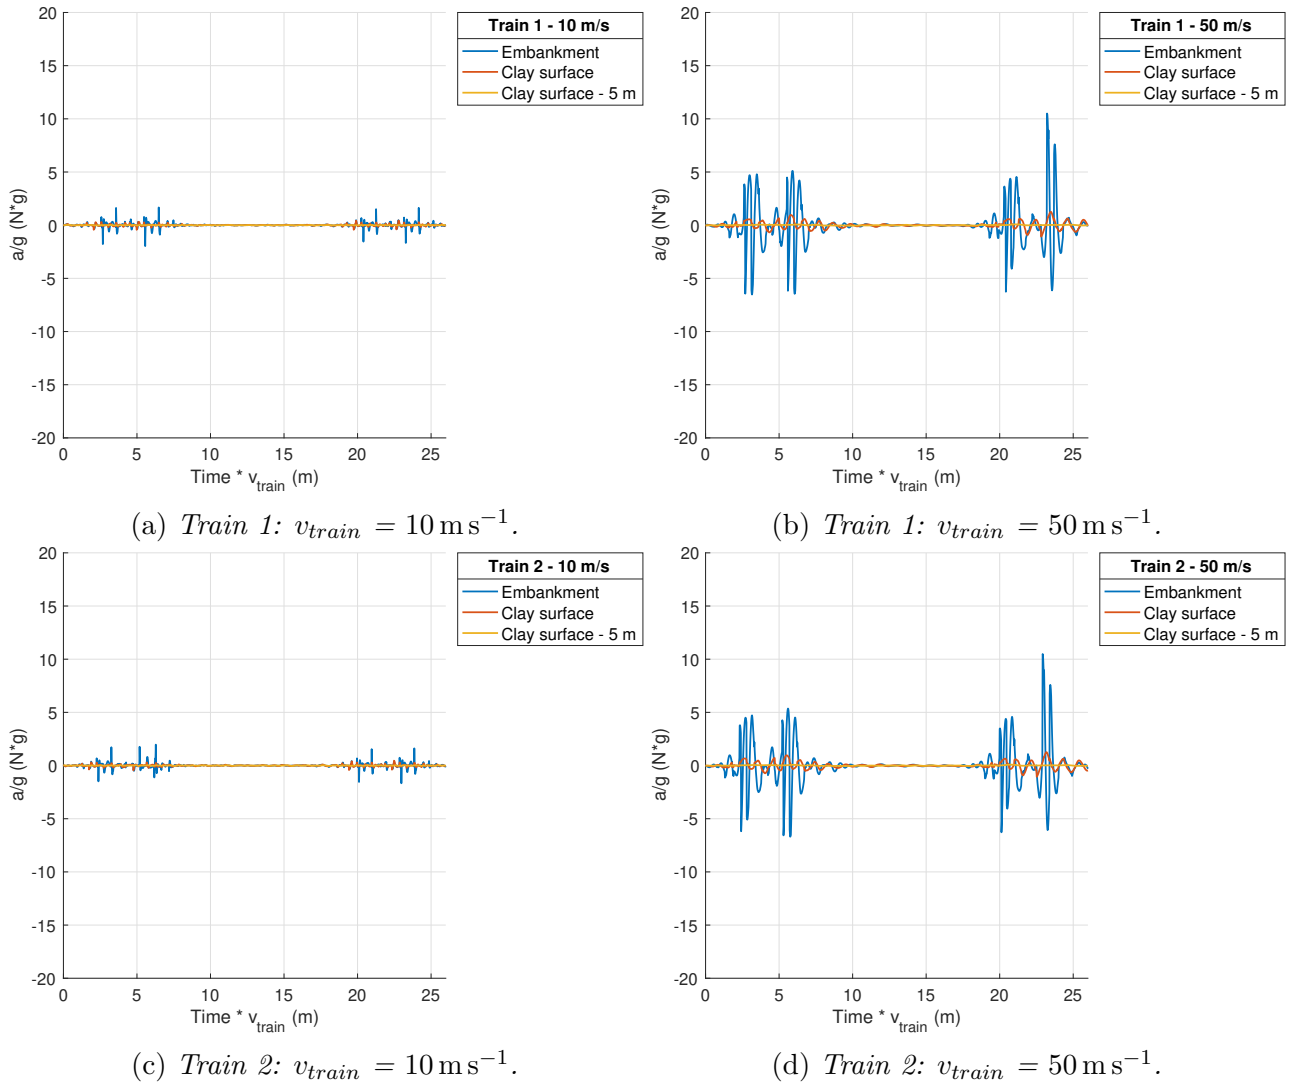 Train 1 - 10 m/s
Embankment
Clay surface
Clay surface - 5 m
20
15
10
5
0
-5
-10
-15
-20
a/g (N*g)
0 5 10 15 20 25
Time * v_train (m)
(a) Train 1: v_train = 10 m s⁻¹.
Train 1 - 50 m/s
Embankment
Clay surface
Clay surface - 5 m
20
15
10
5
0
-5
-10
-15
-20
a/g (N*g)
0 5 10 15 20 25
Time * v_train (m)
(b) Train 1: v_train = 50 m s⁻¹.
Train 2 - 10 m/s
Embankment
Clay surface
Clay surface - 5 m
20
15
10
5
0
-5
-10
-15
-20
a/g (N*g)
0 5 10 15 20 25
Time * v_train (m)
(c) Train 2: v_train = 10 m s⁻¹.
Train 2 - 50 m/s
Embankment
Clay surface
Clay surface - 5 m
20
15
10
5
0
-5
-10
-15
-20
a/g (N*g)
0 5 10 15 20 25
Time * v_train (m)
(d) Train 2: v_train = 50 m s⁻¹.